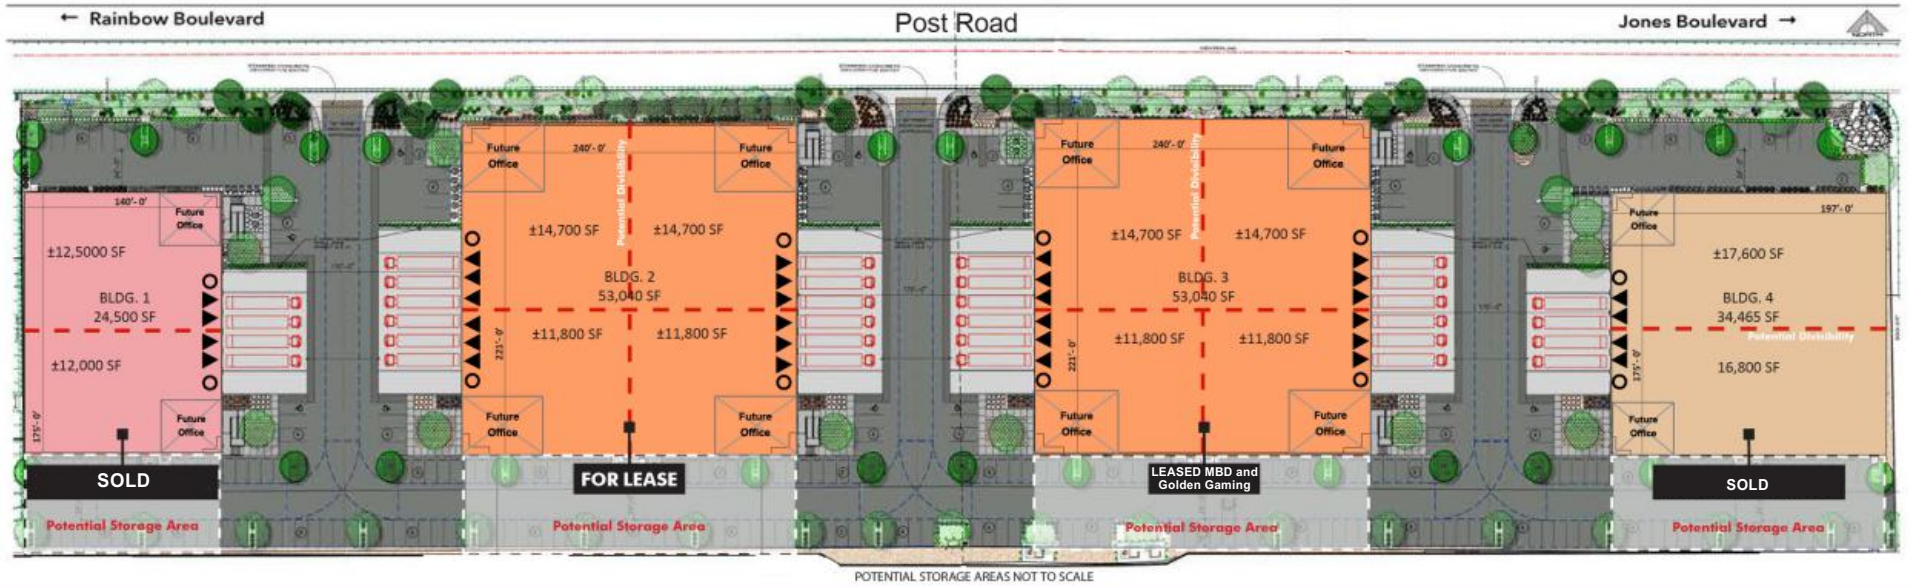 ← Rainbow Boulevard
Post Road
Jones Boulevard →
NORTH
140'- 0'
Future
Office
±12,5000 SF
BLDG. 1
24,500 SF
±12,000 SF
175'- 0'
Future
Office
SOLD
Potential Storage Area
Future
Office
240'- 0'
Potential Divisibility
Future
Office
±14,700 SF
±14,700 SF
BLDG. 2
53,040 SF
±11,800 SF
±11,800 SF
221'- 0'
Future
Office
Future
Office
FOR LEASE
Potential Storage Area
Future
Office
240'- 0'
Potential Divisibility
Future
Office
±14,700 SF
±14,700 SF
BLDG. 3
53,040 SF
±11,800 SF
±11,800 SF
221'- 0'
Future
Office
Future
Office
LEASED MBD and
Golden Gaming
Potential Storage Area
Future
Office
197'- 0'
±17,600 SF
BLDG. 4
34,465 SF
Potential Divisibility
175'- 0'
16,800 SF
Future
Office
SOLD
Potential Storage Area
POTENTIAL STORAGE AREAS NOT TO SCALE